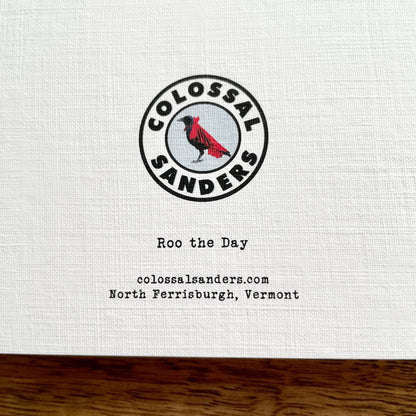 COLOSSAL
SANDERS
Roo the Day
colossalsanders.com
North Ferrisburgh, Vermont